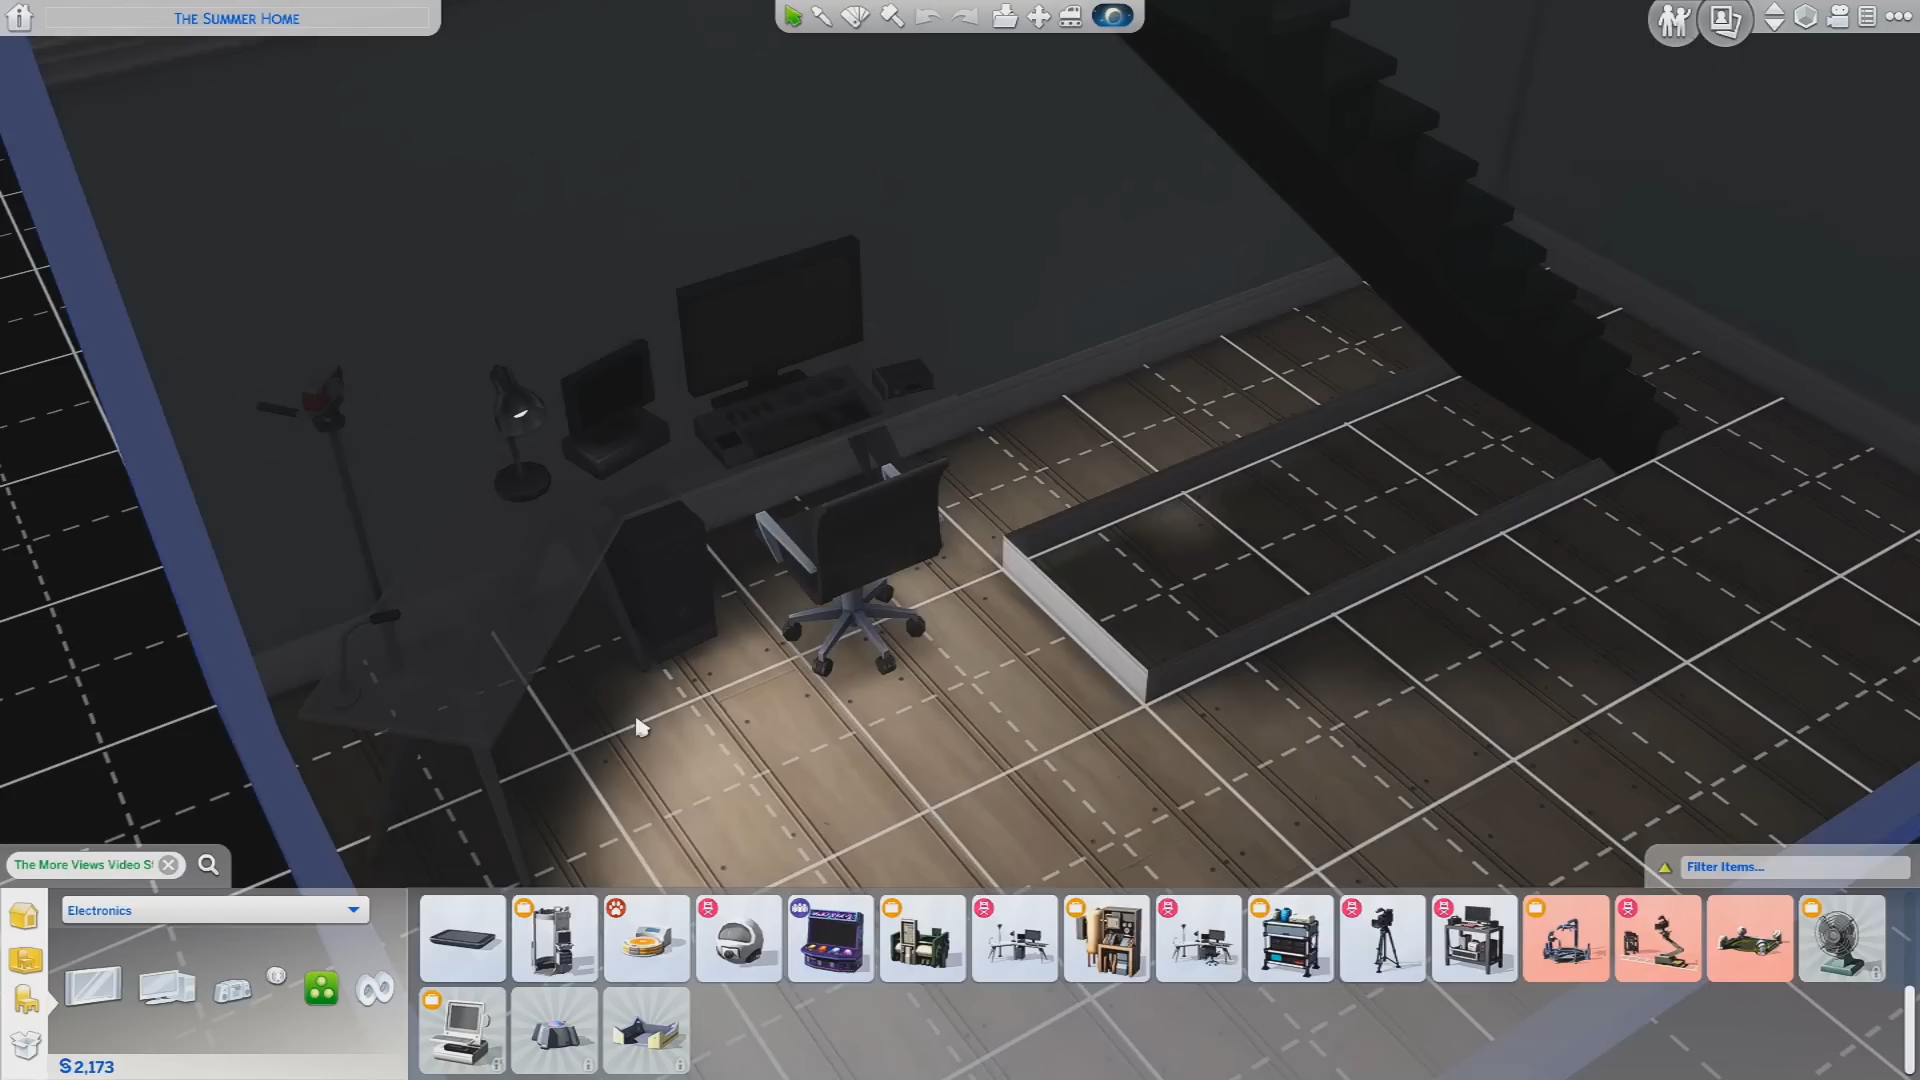 The Summer Home
The More Views Video S
Filter Items...
Electronics
§2,173